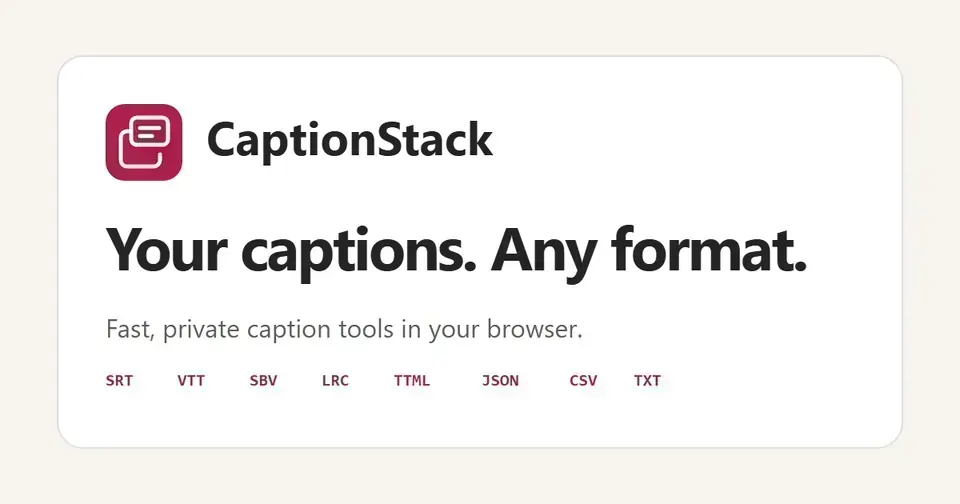 CaptionStack
Your captions. Any format.
Fast, private caption tools in your browser.
SRT VTT SBV LRC TTML JSON CSV TXT